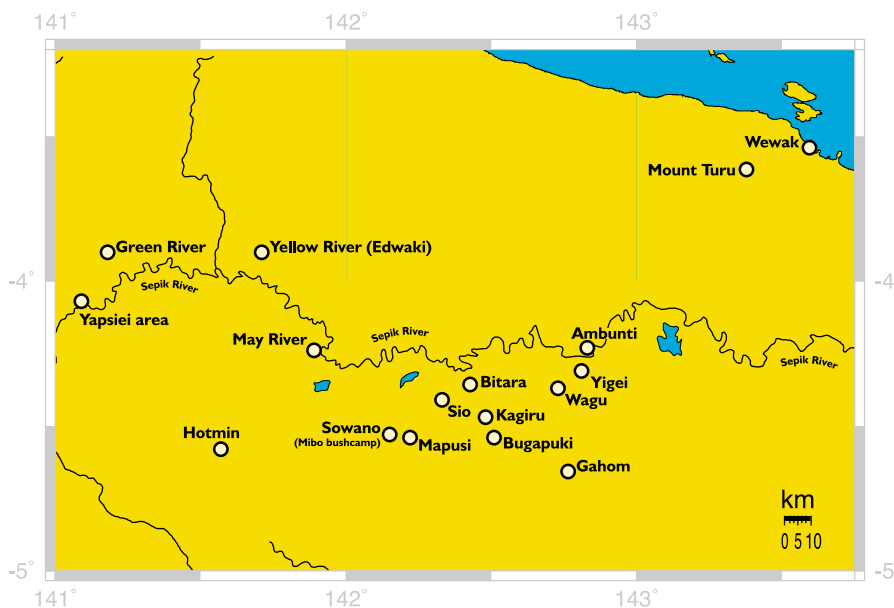 141°
142°
143°
Wewak
Mount Turu
Green River
Yellow River (Edwaki)
-4°
-4
Sepik River
Yapsiei area
May River
Sepik River
Ambunti
Sepik River
Bitara
Yigei
Wagu
Sio
Kagiru
Hotmin
Sowano
(Mibo bushcamp)
Mapusi
Bugapuki
Gahom
km
0 5 10
-5°
-5
141°
142°
143°